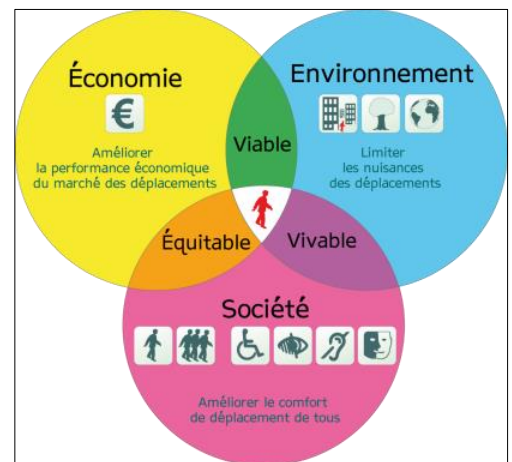 Économie
€
Améliorer
la performance économique
du marché des déplacements
Environnement
Limiter
les nuisances
des déplacements
Viable
Équitable
Vivable
Société
Améliorer le comfort
de déplacement de tous